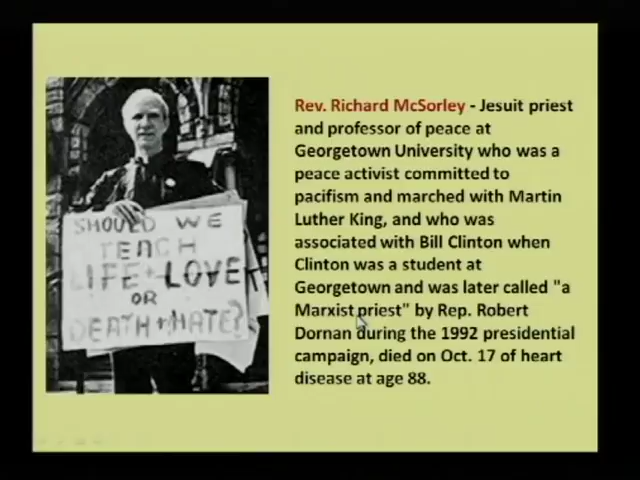 SHOULD WE
TEACH
LIFE + LOVE
OR
DEATH + HATE?
Rev. Richard McSorley - Jesuit priest
and professor of peace at
Georgetown University who was a
peace activist committed to
pacifism and marched with Martin
Luther King, and who was
associated with Bill Clinton when
Clinton was a student at
Georgetown and was later called "a
Marxist priest" by Rep. Robert
Dornan during the 1992 presidential
campaign, died on Oct. 17 of heart
disease at age 88.